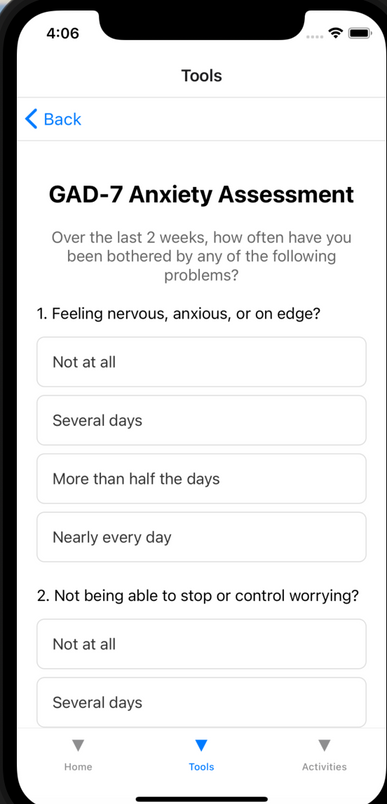 4:06
Tools
Back
GAD-7 Anxiety Assessment
Over the last 2 weeks, how often have you
been bothered by any of the following
problems?
1. Feeling nervous, anxious, or on edge?
Not at all
Several days
More than half the days
Nearly every day
2. Not being able to stop or control worrying?
Not at all
Several days
Home
Tools
Activities